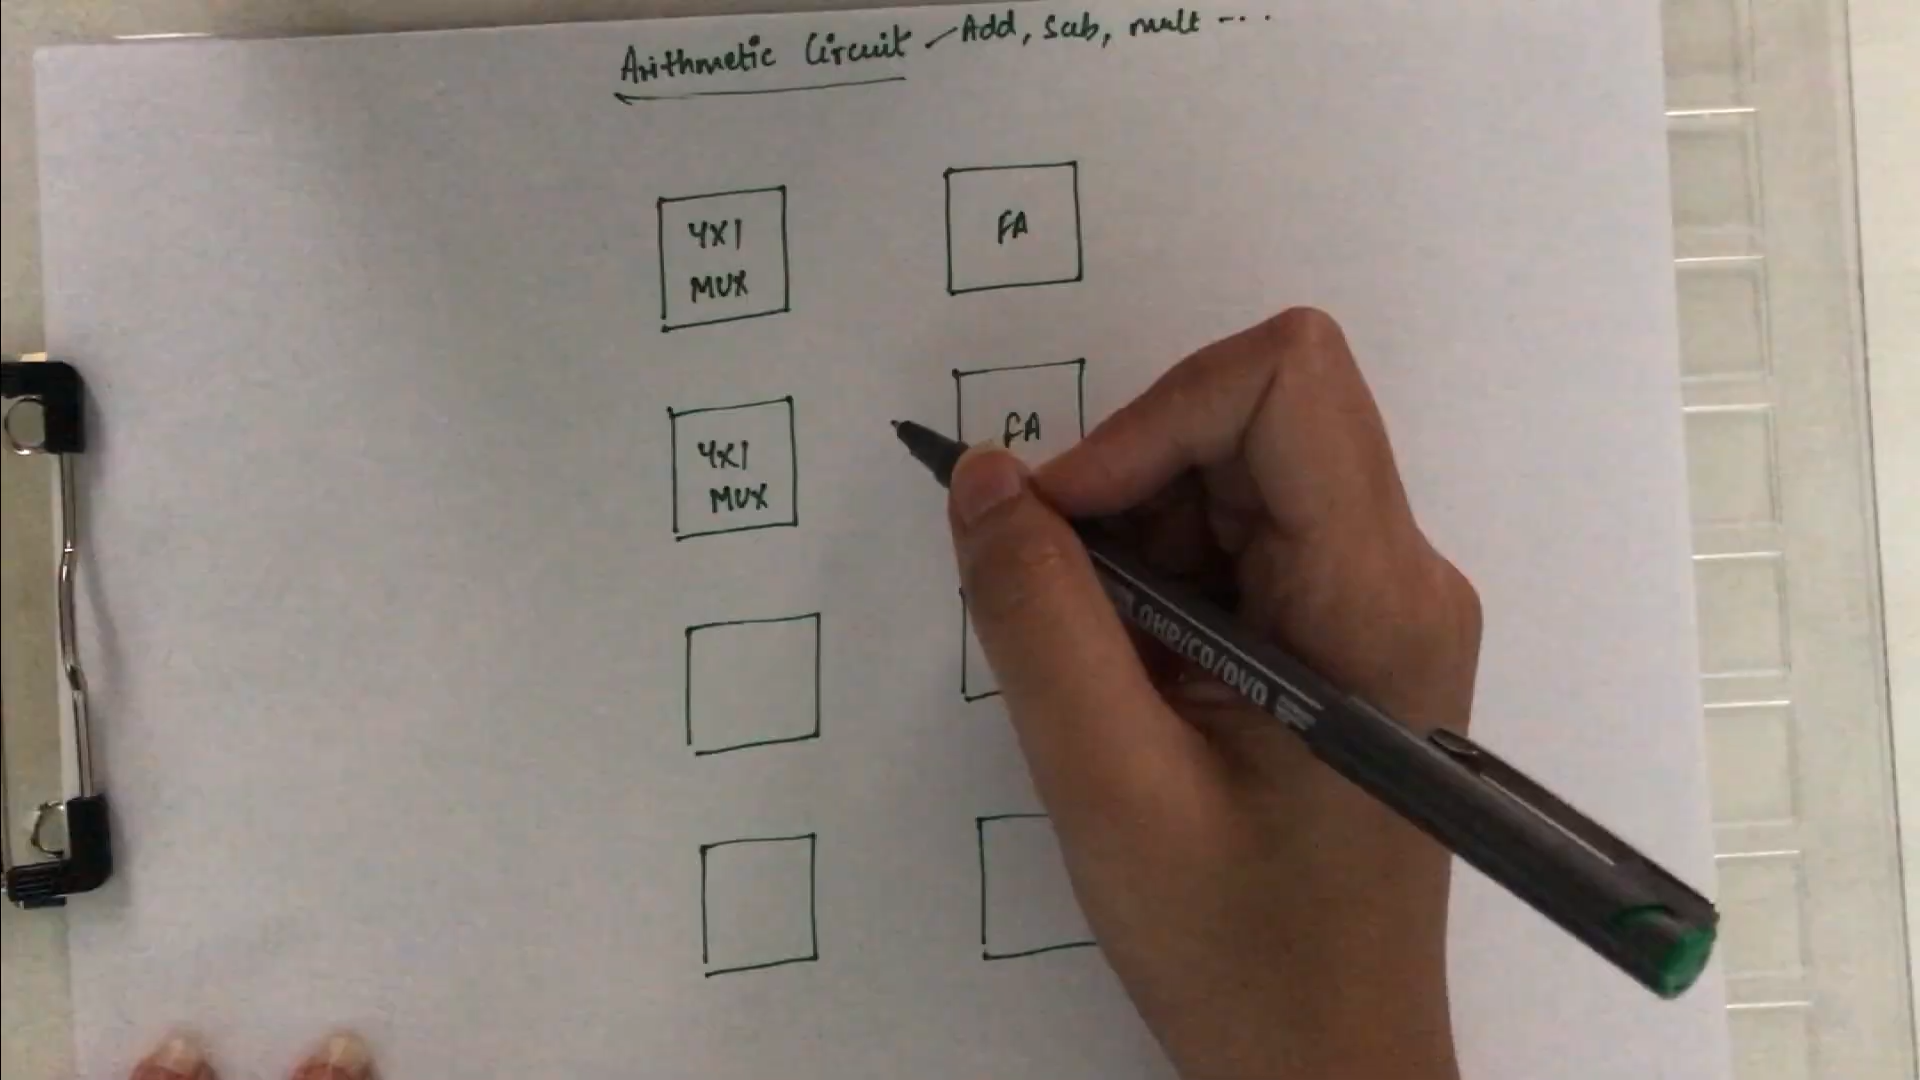 Arithmetic Circuit - Add, sub, mult - . .
4X1
MUX
FA
4X1
MUX
FA
OHP/CD/DVD